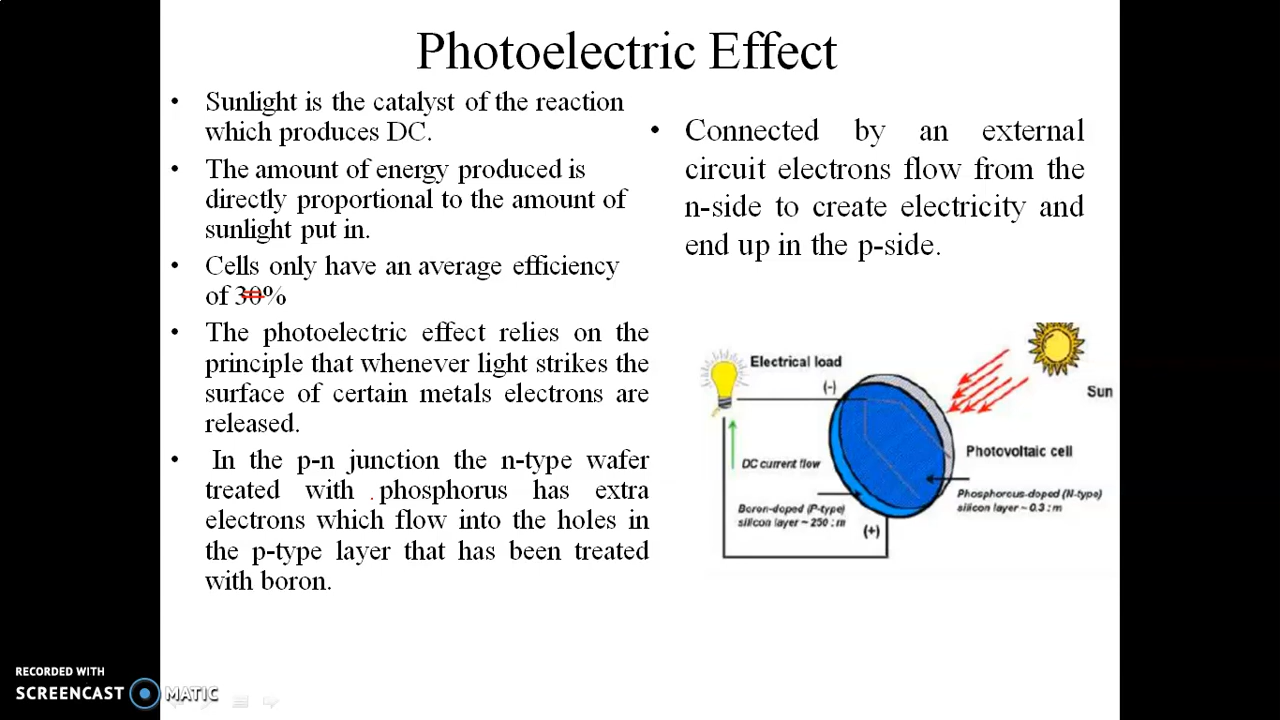 Photoelectric Effect
• Sunlight is the catalyst of the reaction
which produces DC.
• The amount of energy produced is
directly proportional to the amount of
sunlight put in.
• Cells only have an average efficiency
of 30%
• The photoelectric effect relies on the
principle that whenever light strikes the
surface of certain metals electrons are
released.
• In the p-n junction the n-type wafer
treated with phosphorus has extra
electrons which flow into the holes in
the p-type layer that has been treated
with boron.
• Connected by an external
circuit electrons flow from the
n-side to create electricity and
end up in the p-side.
Electrical load
(-)
Sun
Photovoltaic cell
DC current flow
Phosphorous-doped (N-type)
silicon layer ~ 0.3 : m
Boron-doped (P-type)
silicon layer ~ 250 : m
(+)
RECORDED WITH
SCREENCAST MATIC